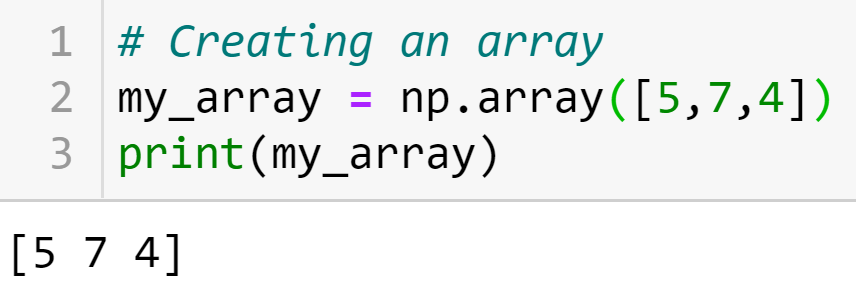 1 # Creating an array
2 my_array = np.array([5,7,4])
3 print(my_array)
[5 7 4]